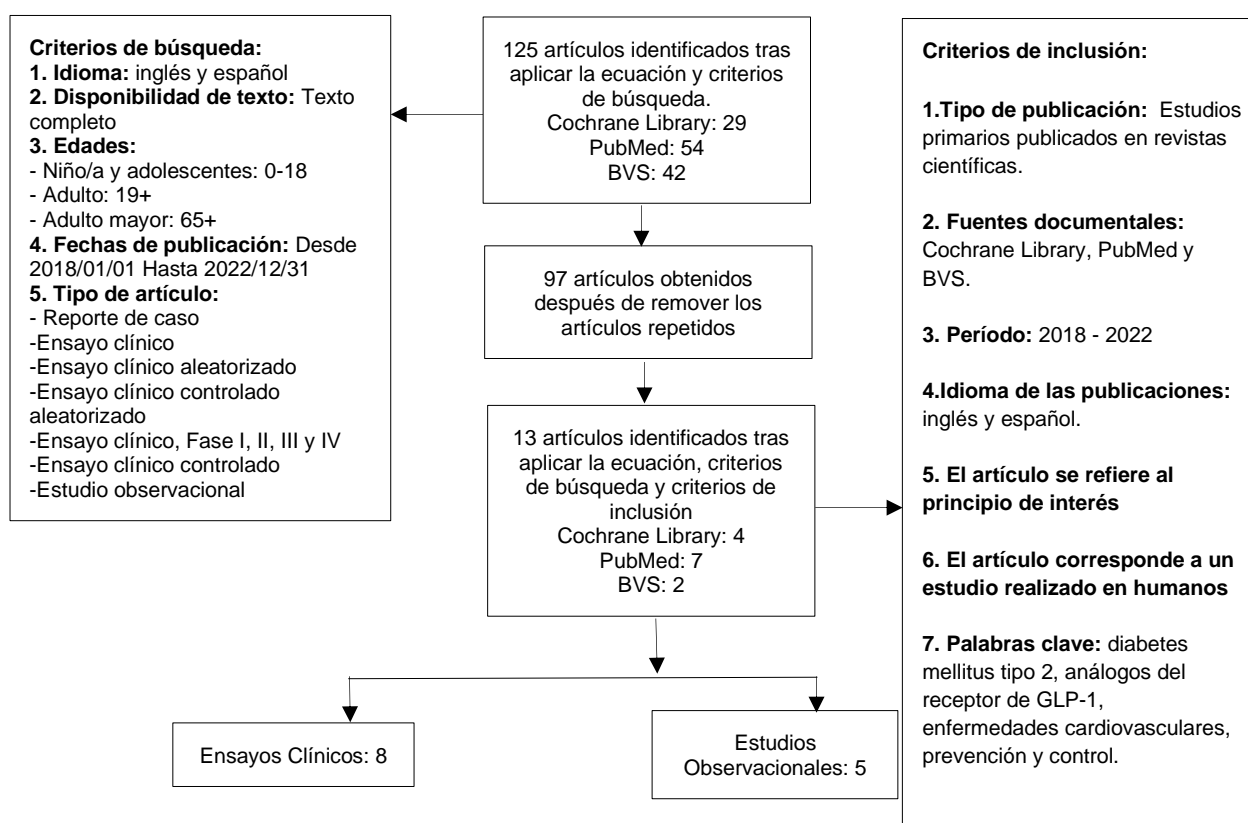 Criterios de búsqueda:
1. Idioma: inglés y español
2. Disponibilidad de texto: Texto
completo
3. Edades:
- Niño/a y adolescentes: 0-18
- Adulto: 19+
- Adulto mayor: 65+
4. Fechas de publicación: Desde
2018/01/01 Hasta 2022/12/31
5. Tipo de artículo:
- Reporte de caso
-Ensayo clínico
-Ensayo clínico aleatorizado
-Ensayo clínico controlado
aleatorizado
-Ensayo clínico, Fase I, II, III y IV
-Ensayo clínico controlado
-Estudio observacional
125 artículos identificados tras
aplicar la ecuación y criterios
de búsqueda.
Cochrane Library: 29
PubMed: 54
BVS: 42
97 artículos obtenidos
después de remover los
artículos repetidos
13 artículos identificados tras
aplicar la ecuación, criterios
de búsqueda y criterios de
inclusión
Cochrane Library: 4
PubMed: 7
BVS: 2
Ensayos Clínicos: 8
Estudios
Observacionales: 5
Criterios de inclusión:
1.Tipo de publicación: Estudios
primarios publicados en revistas
científicas.
2. Fuentes documentales:
Cochrane Library, PubMed y
BVS.
3. Período: 2018 - 2022
4.Idioma de las publicaciones:
inglés y español.
5. El artículo se refiere al
principio de interés
6. El artículo corresponde a un
estudio realizado en humanos
7. Palabras clave: diabetes
mellitus tipo 2, análogos del
receptor de GLP-1,
enfermedades cardiovasculares,
prevención y control.